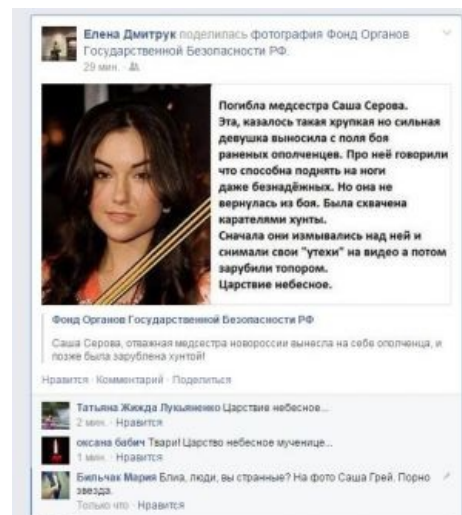 Елена Дмитрук поделилась фотография Фонд Органов
Государственной Безопасности РФ.
29 мин.
Погибла медсестра Саша Серова.
Эта, казалось такая хрупкая но сильная
девушка выносила с поля боя
раненых ополченцев. Про неё говорили
что способна поднять на ноги
даже безнадёжных. Но она не
вернулась из боя. Была схвачена
карателями хунты.
Сначала они измывались над ней и
снимали свои "утехи" на видео а потом
зарубили топором.
Царствие небесное.
Фонд Органов Государственной Безопасности РФ
Саша Серова, отважная медсестра новороссии вынесла на себе ополченца, и
позже была зарублена хунтой!
Нравится · Комментарий · Поделиться
Татьяна Жижда Лукьяненко Царствие небесное...
2 мин. · Нравится
оксана бабич Твари! Царство небесное мученице...
1 мин. · Нравится
Бильчак Мария Блиа, люди, вы странные? На фото Саша Грей. Порно
звезда.
Только что · Нравится